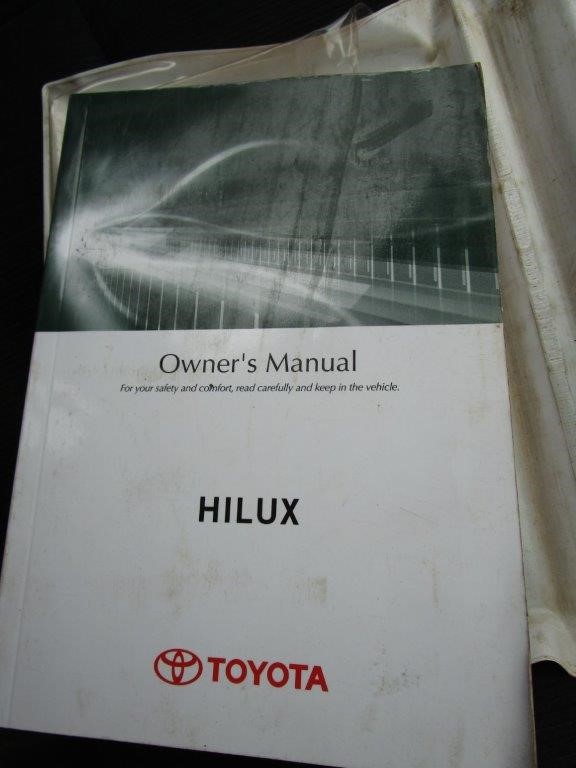 Owner's Manual
For your safety and comfort, read carefully and keep in the vehicle.
HILUX
TOYOTA